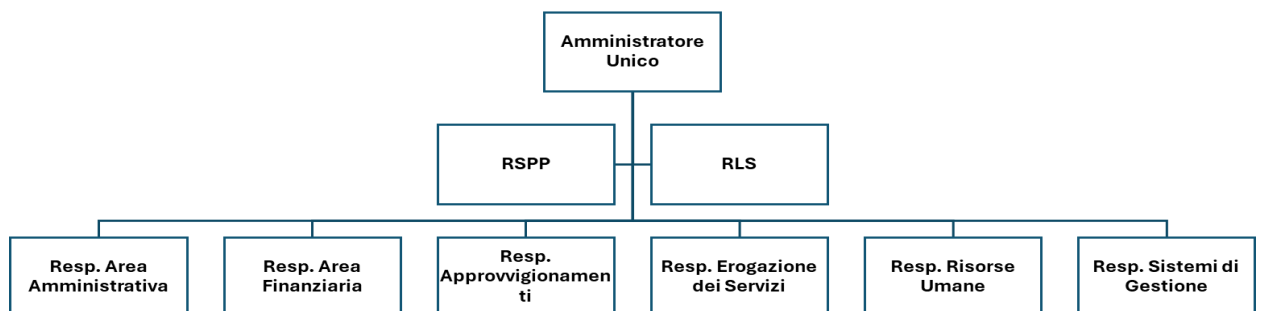 Amministratore
Unico
RSPP
RLS
Resp. Area
Amministrativa
Resp. Area
Finanziaria
Resp.
Approvvigionamen
ti
Resp. Erogazione
dei Servizi
Resp. Risorse
Umane
Resp. Sistemi di
Gestione